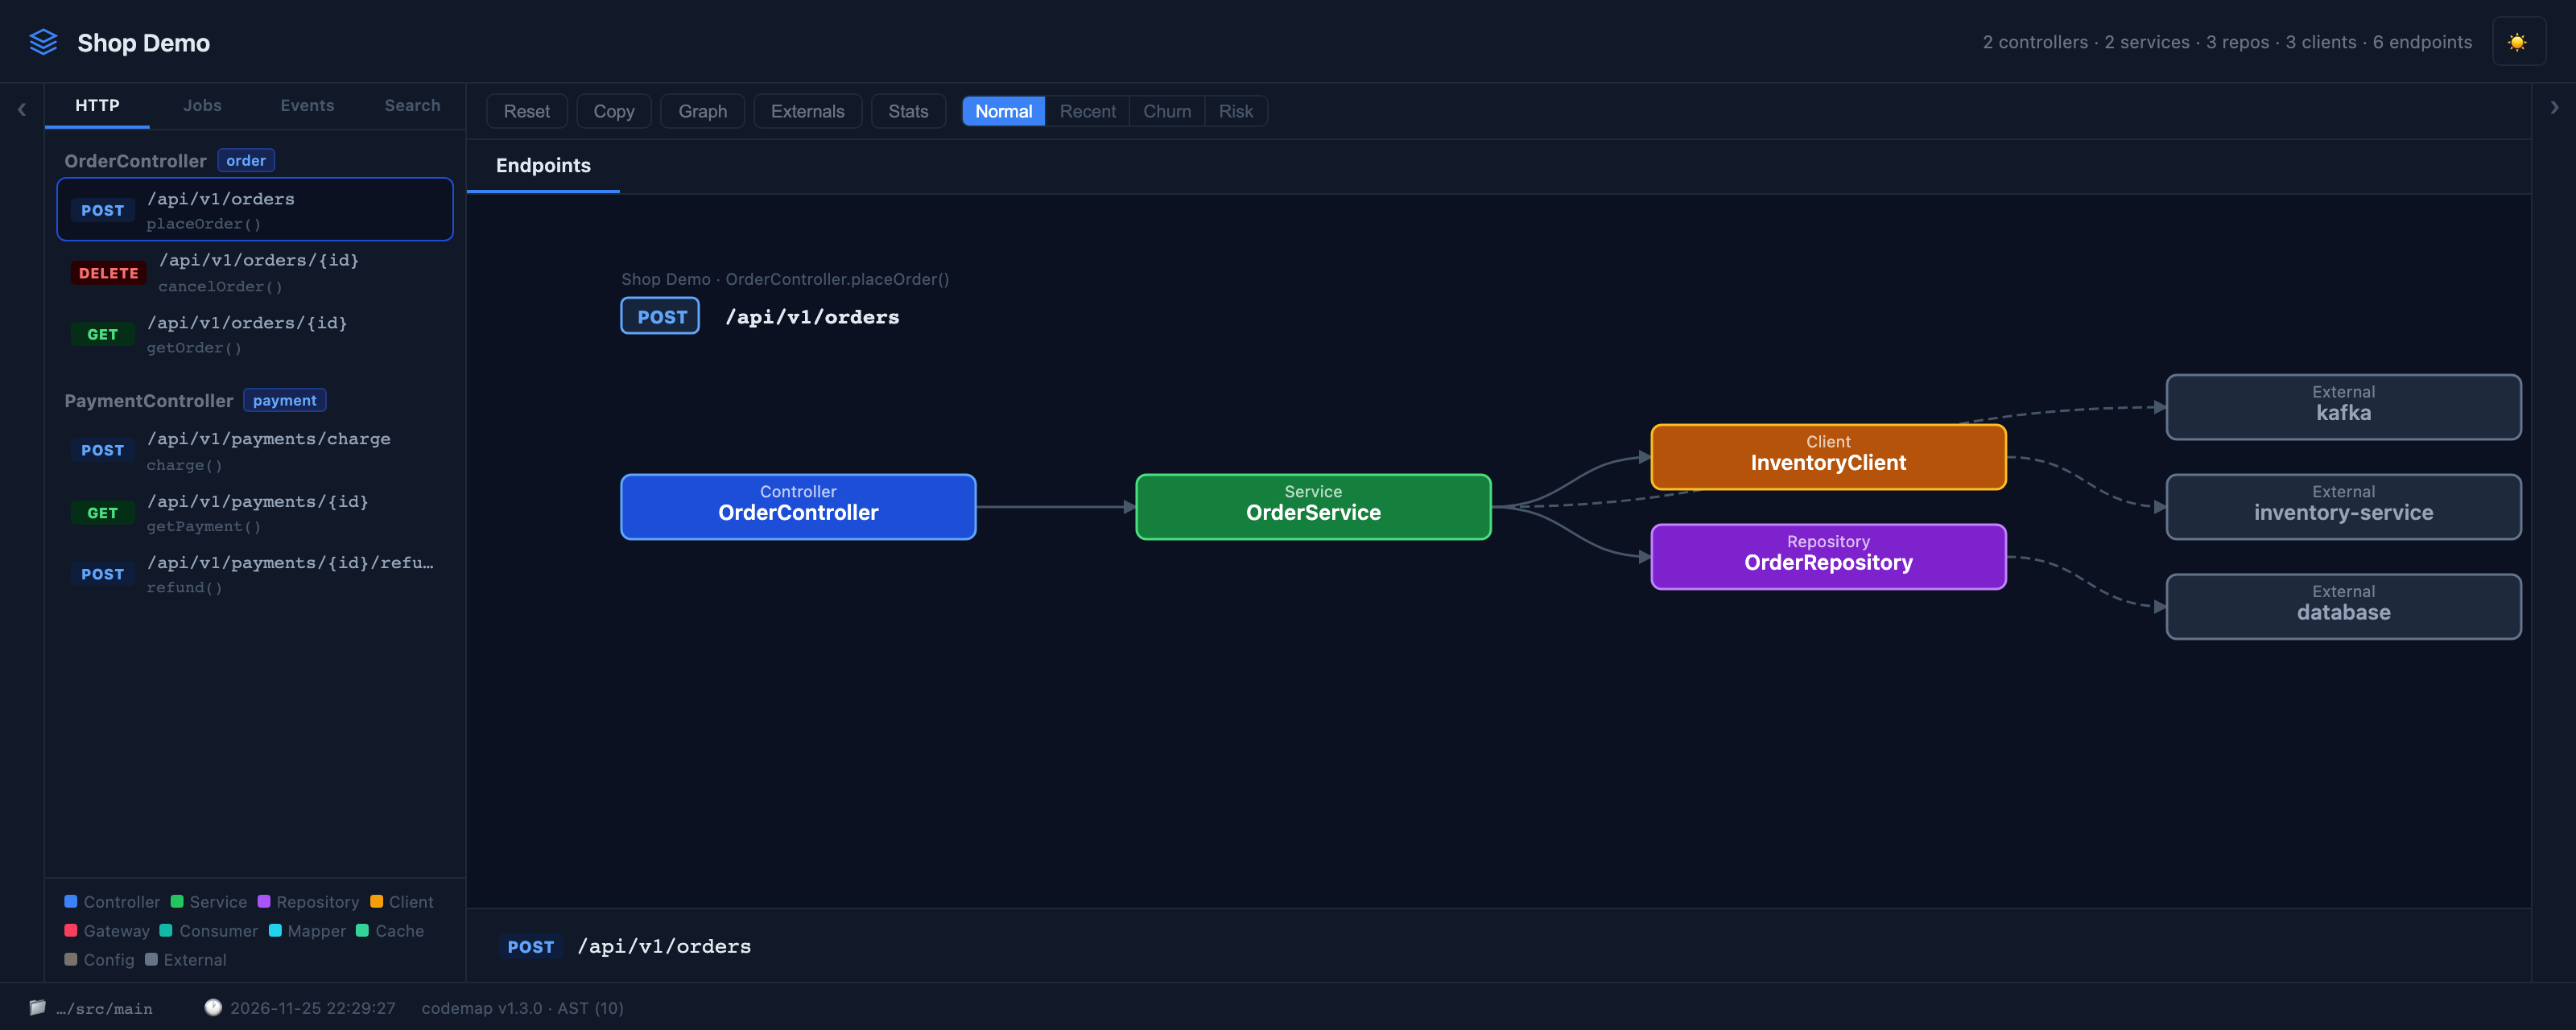 Shop Demo
2 controllers · 2 services · 3 repos · 3 clients · 6 endpoints
HTTP Jobs Events Search
Reset Copy Graph Externals Stats Normal Recent Churn Risk
OrderController order
POST /api/v1/orders
placeOrder()
DELETE /api/v1/orders/{id}
cancelOrder()
GET /api/v1/orders/{id}
getOrder()
PaymentController payment
POST /api/v1/payments/charge
charge()
GET /api/v1/payments/{id}
getPayment()
POST /api/v1/payments/{id}/refu…
refund()
Controller Service Repository Client
Gateway Consumer Mapper Cache
Config External
Endpoints
Shop Demo · OrderController.placeOrder()
POST /api/v1/orders
Controller
OrderController
Service
OrderService
Client
InventoryClient
Repository
OrderRepository
External
kafka
External
inventory-service
External
database
POST /api/v1/orders
…/src/main 2026-11-25 22:29:27 codemap v1.3.0 · AST (10)